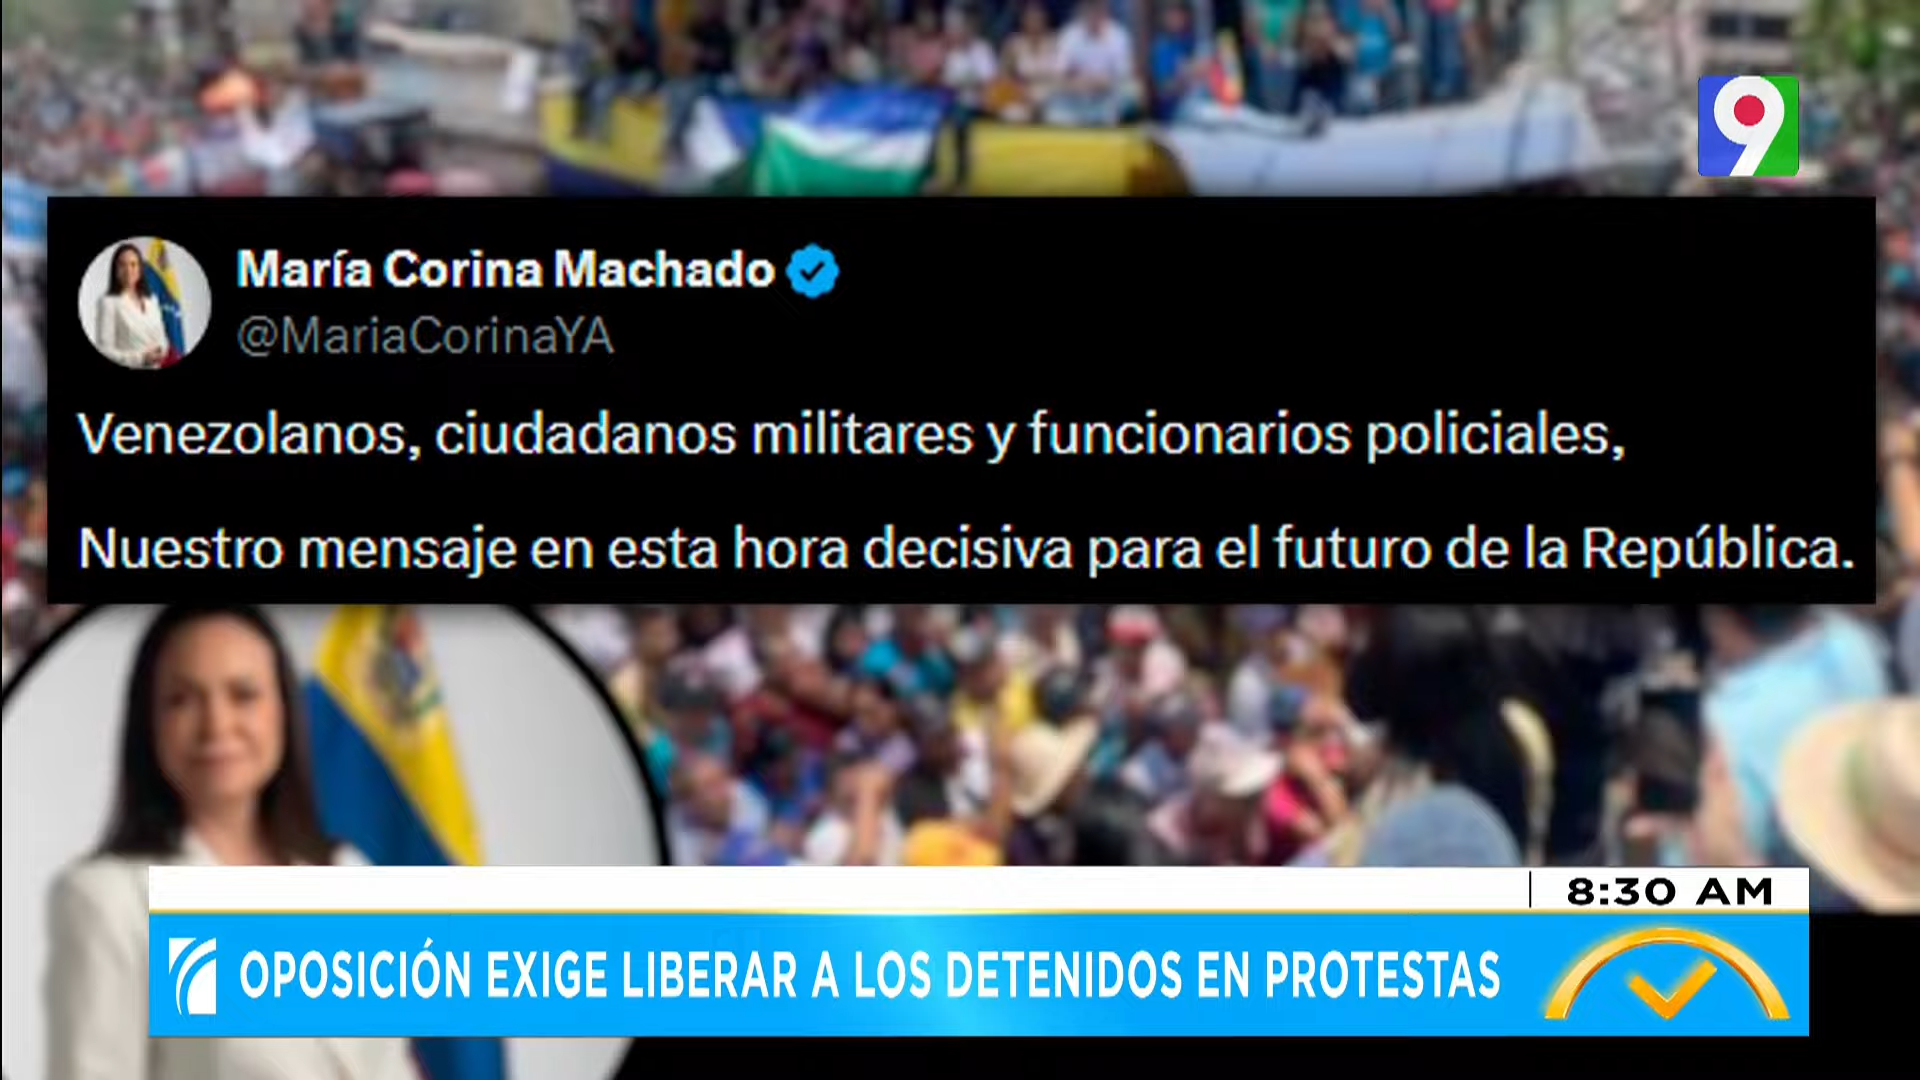 9
María Corina Machado
@MariaCorinaYA
Venezolanos, ciudadanos militares y funcionarios policiales,
Nuestro mensaje en esta hora decisiva para el futuro de la República.
8:30 AM
OPOSICIÓN EXIGE LIBERAR A LOS DETENIDOS EN PROTESTAS